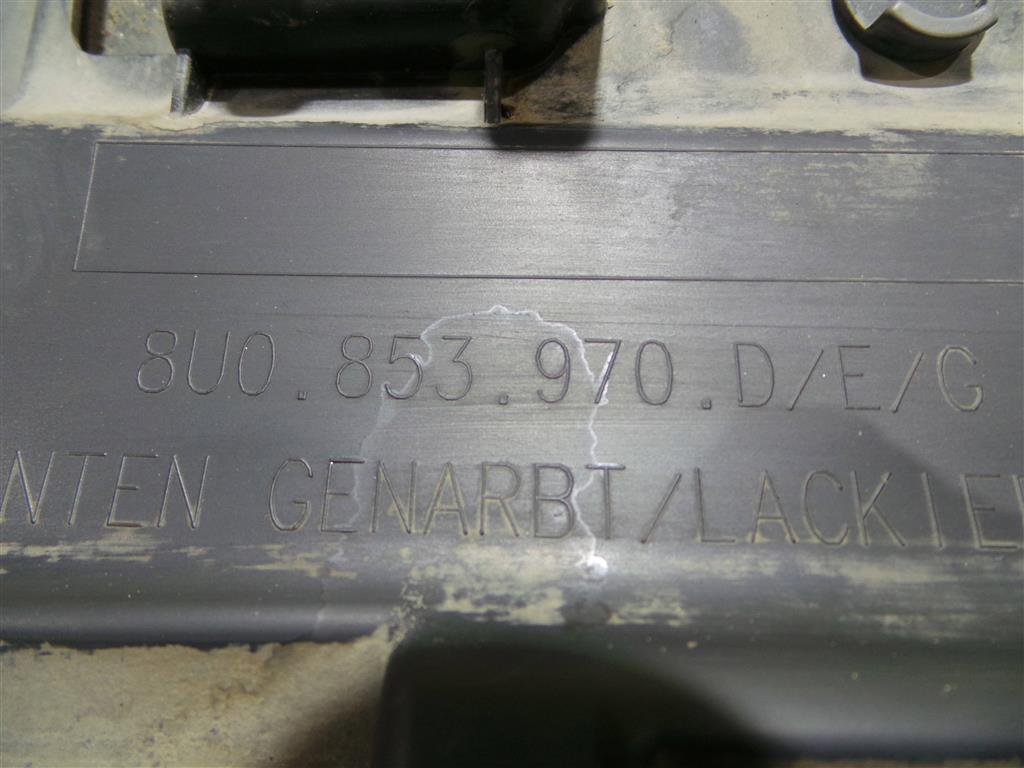 8U0.853.970.D/E/G
NTEN GENARBT/LACKIE